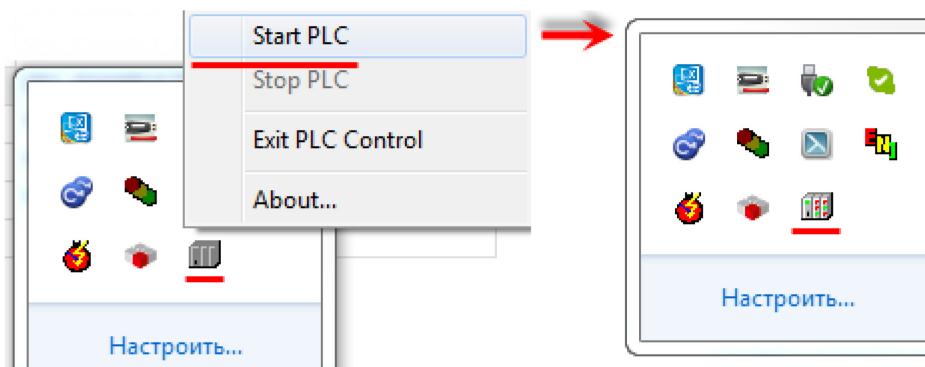 Start PLC
Stop PLC
Exit PLC Control
About...
Настроить...
Настроить...